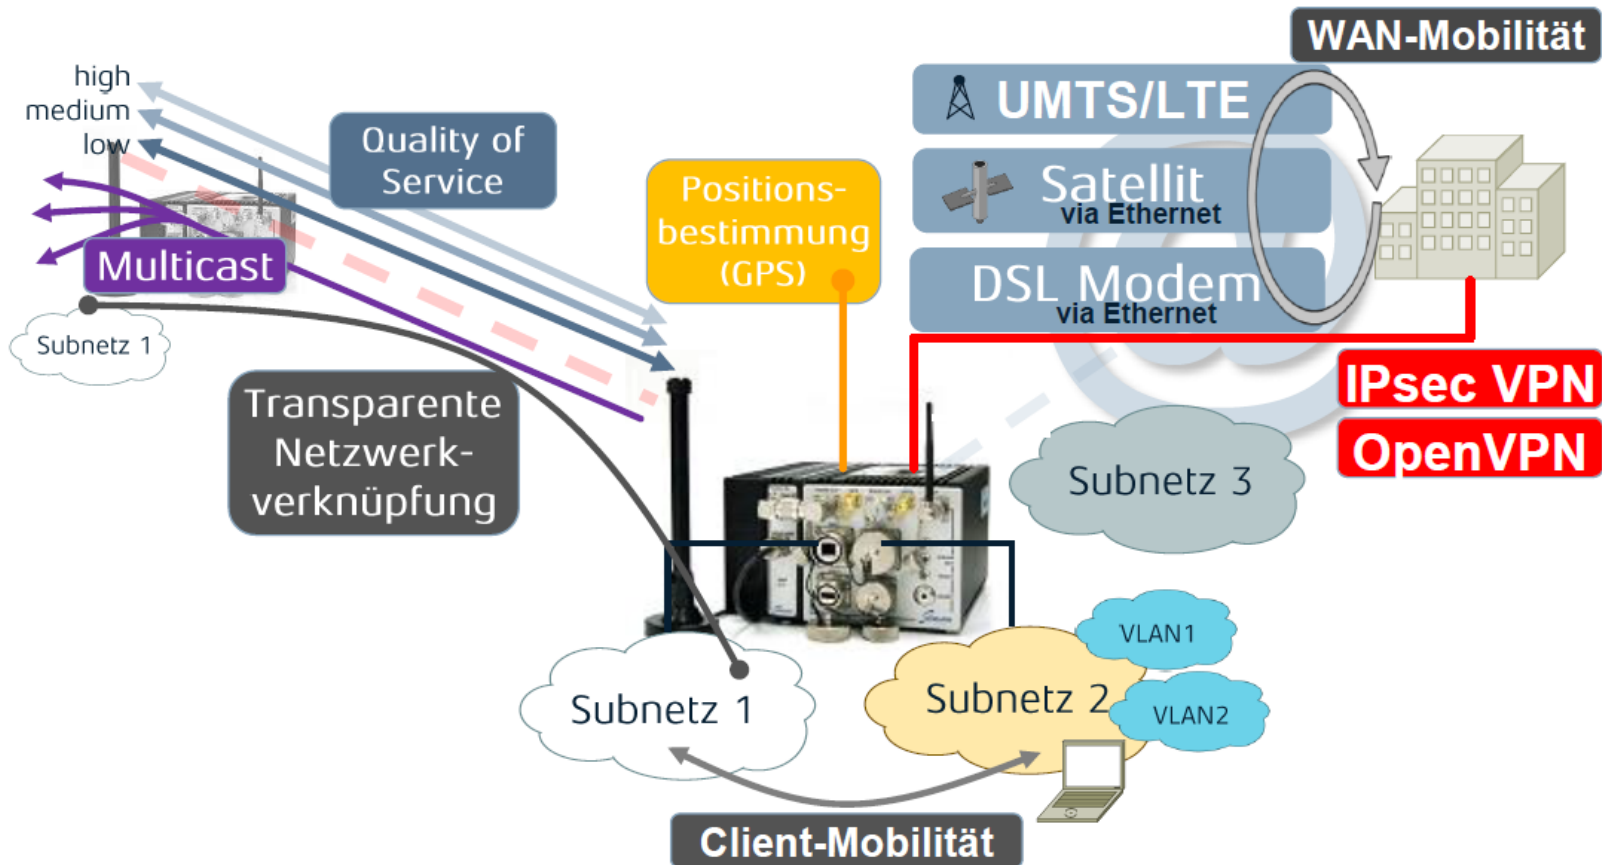 WAN-Mobilität
high
medium
low
Quality of
Service
Multicast
Subnetz 1
Transparente
Netzwerk-
verknüpfung
Positions-
bestimmung
(GPS)
UMTS/LTE
Satellit
via Ethernet
DSL Modem
via Ethernet
IPsec VPN
OpenVPN
Subnetz 3
Subnetz 1
Subnetz 2
VLAN1
VLAN2
Client-Mobilität